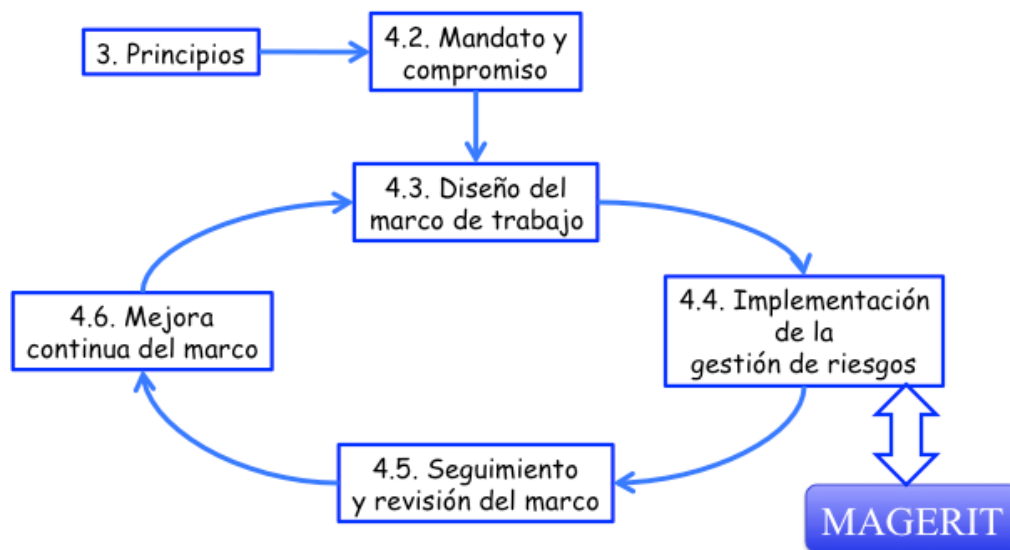 3. Principios
4.2. Mandato y
compromiso
4.3. Diseño del
marco de trabajo
4.4. Implementación
de la
gestión de riesgos
4.6. Mejora
continua del marco
4.5. Seguimiento
y revisión del marco
MAGERIT